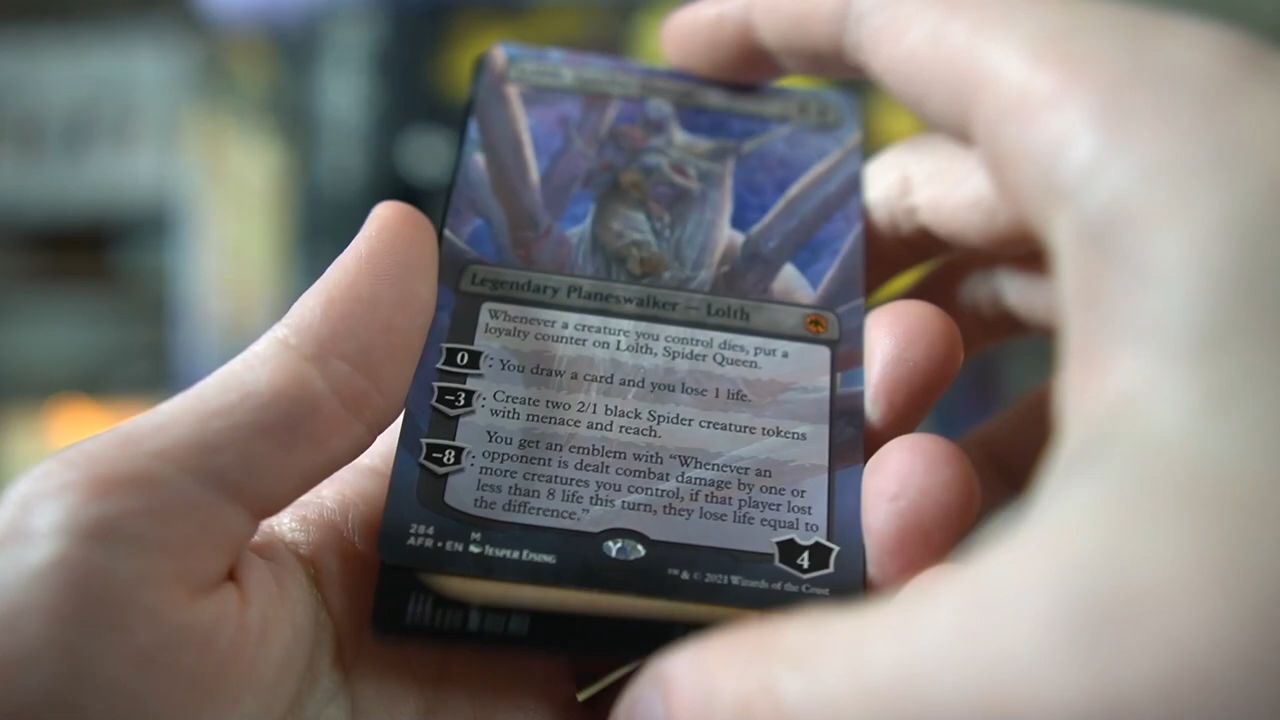 Legendary Planeswalker — Lolth
Whenever a creature you control dies, put a
loyalty counter on Lolth, Spider Queen.
0 : You draw a card and you lose 1 life.
−3 : Create two 2/1 black Spider creature tokens
with menace and reach.
You get an emblem with “Whenever an
−8 : opponent is dealt combat damage by one or
more creatures you control, if that player lost
less than 8 life this turn, they lose life equal to
the difference.”
4
284 M
AFR • EN Jesper Ejsing
™ & © 2021 Wizards of the Coast